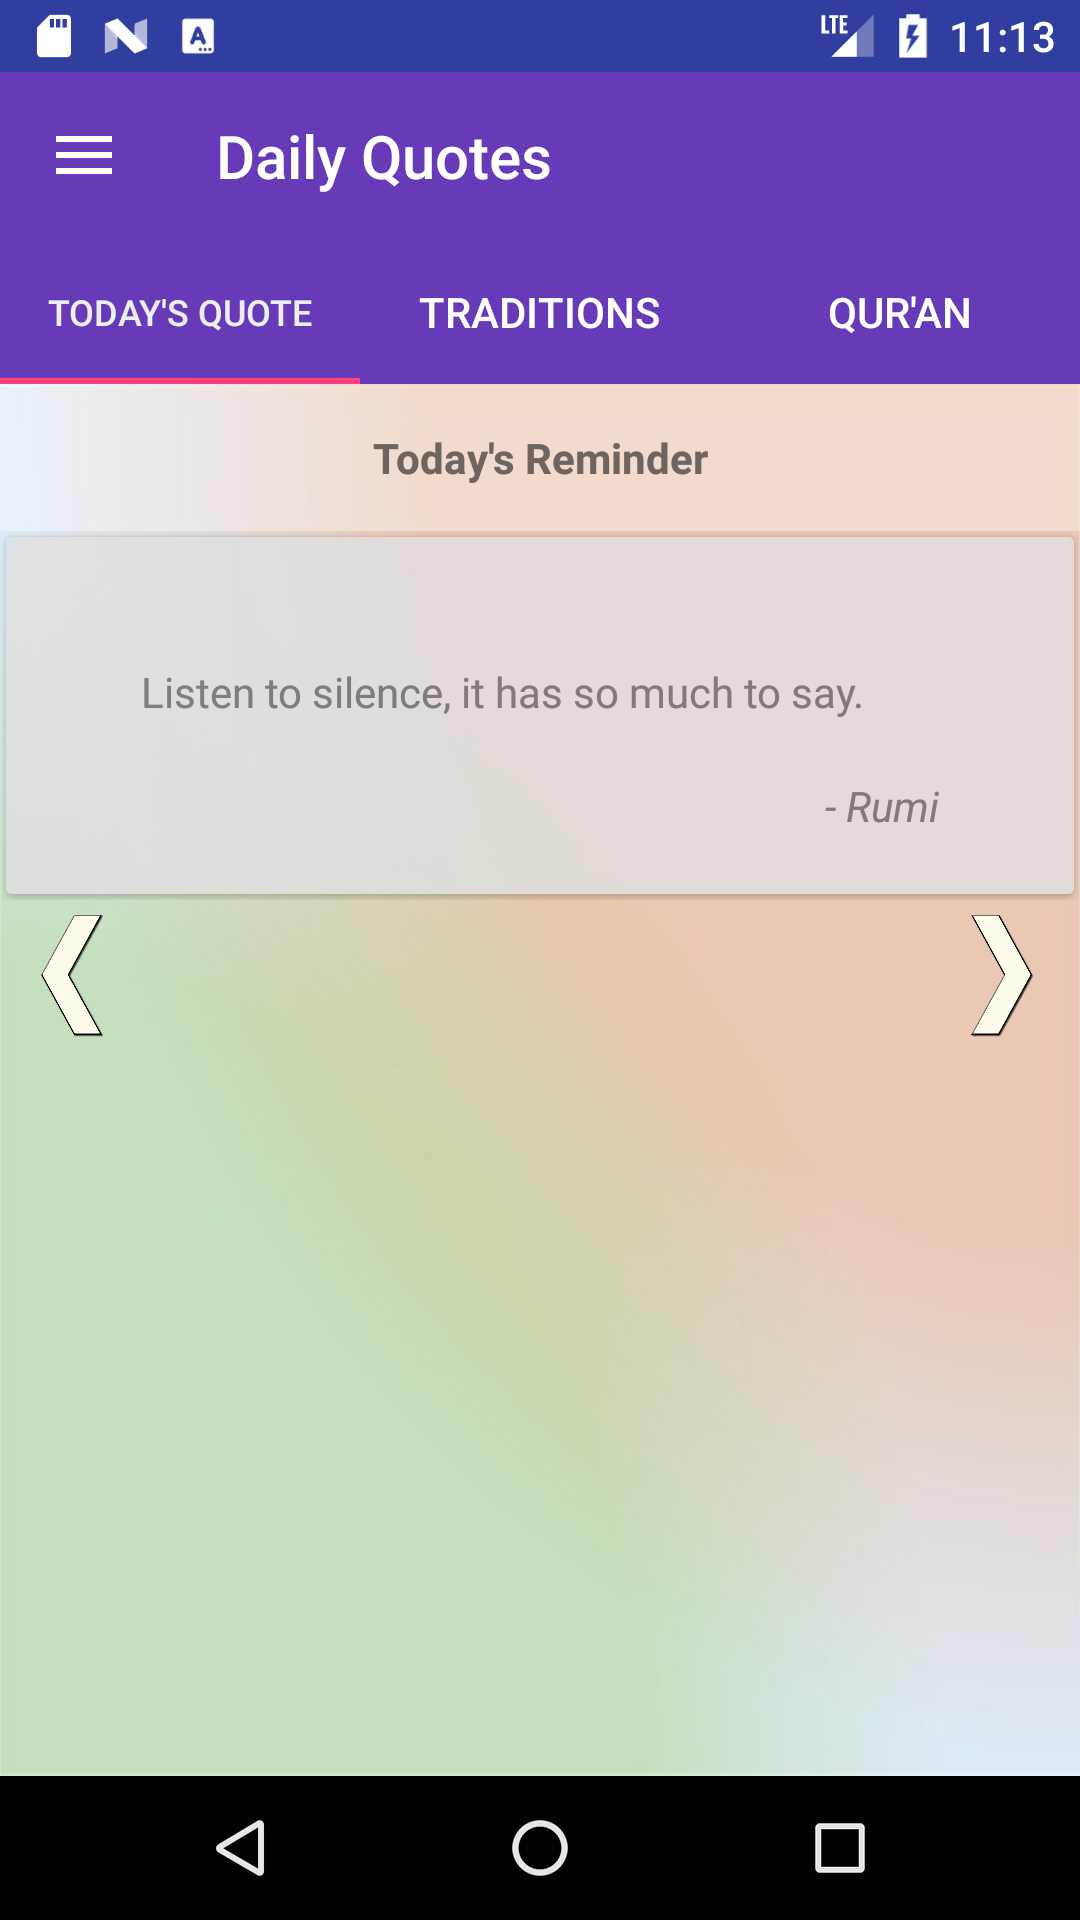 LTE 11:13
Daily Quotes
TODAY'S QUOTE TRADITIONS QUR'AN
Today's Reminder
Listen to silence, it has so much to say.
- Rumi